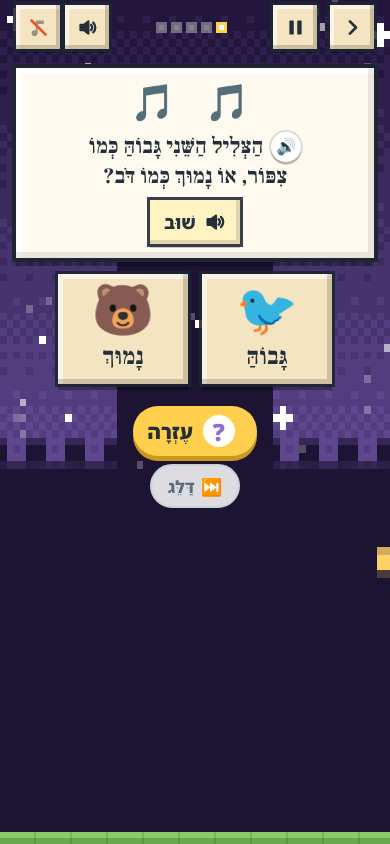 הַצְּלִיל הַשֵּׁנִי גָּבוֹהַּ כְּמוֹ
צִפּוֹר, אוֹ נָמוּךְ כְּמוֹ דֹּב?
שׁוּב
גָּבוֹהַּ
נָמוּךְ
? עֶזְרָה
דַּלֵּג